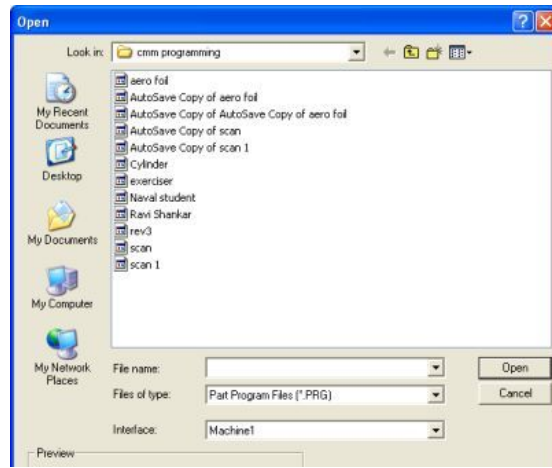 Open
Look in: cmm programming
My Recent Documents
Desktop
My Documents
My Computer
My Network Places
aero foil
AutoSave Copy of aero foil
AutoSave Copy of AutoSave Copy of aero foil
AutoSave Copy of scan
AutoSave Copy of scan 1
Cylinder
exerciser
Naval student
Ravi Shankar
rev3
scan
scan 1
File name:
Open
Files of type: Part Program Files (*.PRG)
Cancel
Interface: Machine1
Preview